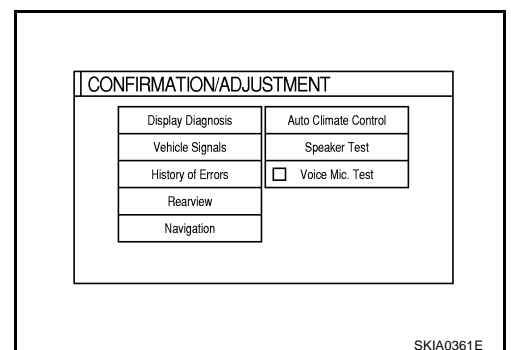 CONFIRMATION/ADJUSTMENT
Display Diagnosis
Vehicle Signals
History of Errors
Rearview
Navigation
Auto Climate Control
Speaker Test
Voice Mic. Test
SKIA0361E